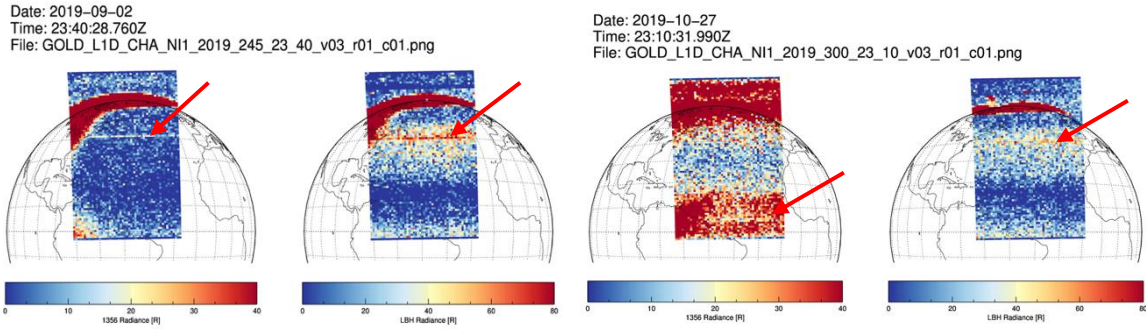 Date: 2019-09-02
Time: 23:40:28.760Z
File: GOLD_L1D_CHA_NI1_2019_245_23_40_v03_r01_c01.png
0 10 20 30 40
1356 Radiance [R]
0 20 40 60 80
LBH Radiance [R]
Date: 2019-10-27
Time: 23:10:31.990Z
File: GOLD_L1D_CHA_NI1_2019_300_23_10_v03_r01_c01.png
0 10 20 30 40
1356 Radiance [R]
0 20 40 60 80
LBH Radiance [R]